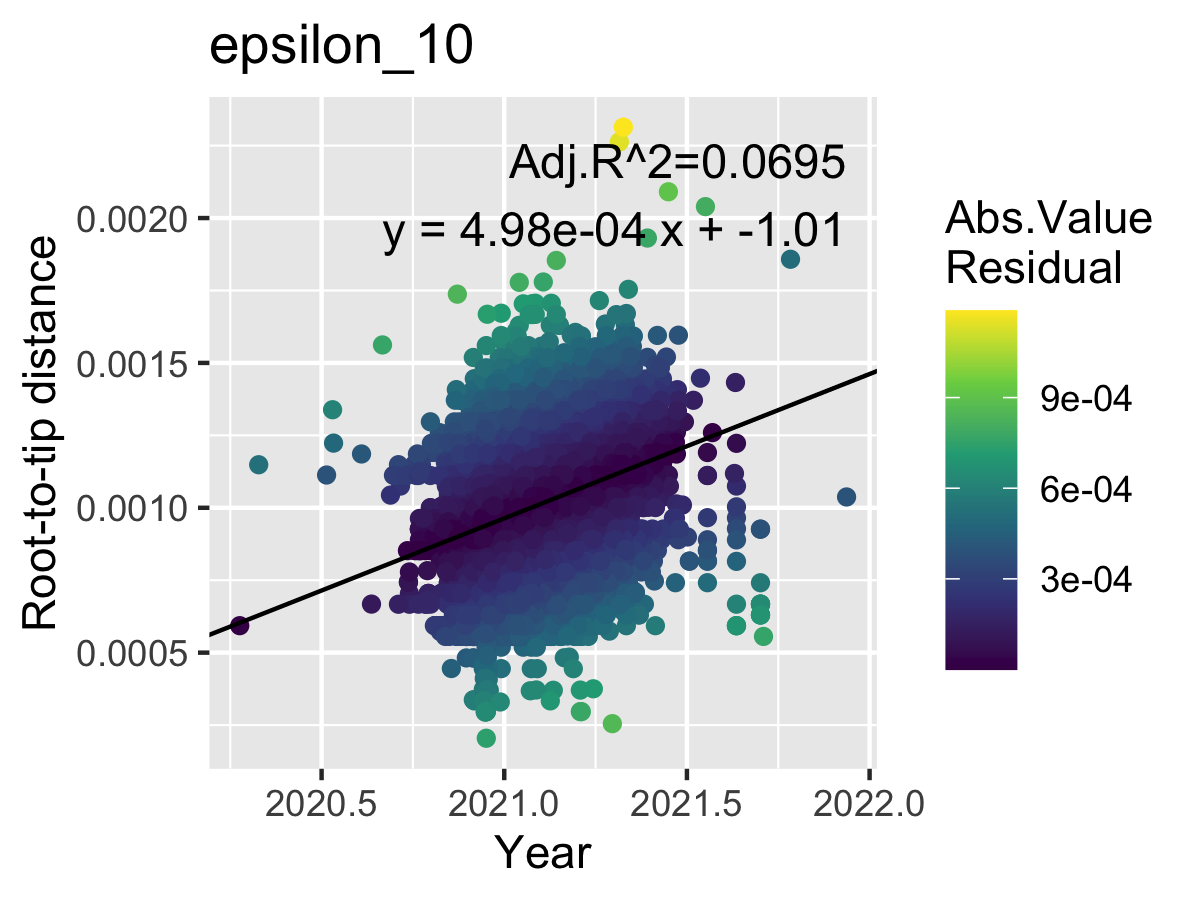 epsilon_10
Adj.R^2=0.0695
y = 4.98e-04 x + -1.01
Root-to-tip distance
0.0020
0.0015
0.0010
0.0005
2020.5
2021.0
2021.5
2022.0
Year
Abs.Value
Residual
9e-04
6e-04
3e-04